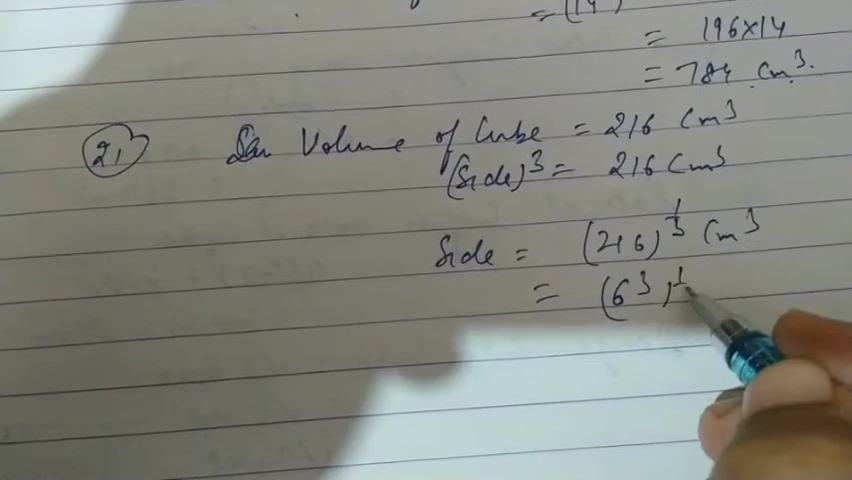 = (14
= 196×14
= 784 cm³.
21) Volume of Cube = 216 cm³
(Side)³ = 216 cm³
Side = (216)^1/3 cm³
= (6³)^1